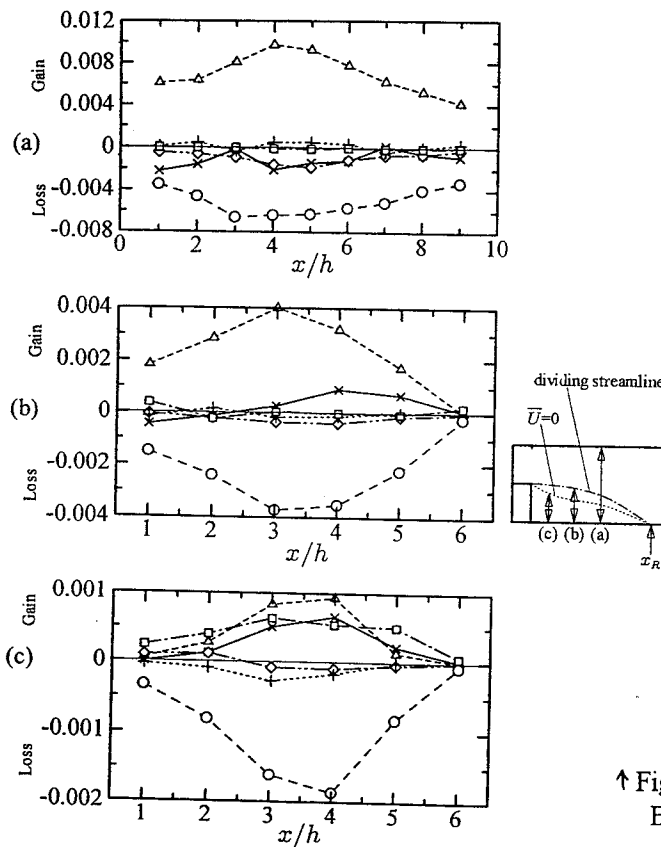 0.012
0.008
0.004
0
-0.004
-0.008
Gain
Loss
(a)
0 2 4 6 8 10
x/h
0.004
0.002
0
-0.002
-0.004
Gain
Loss
(b)
1 2 3 4 5 6
x/h
dividing streamline
U̅=0
(c) (b) (a)
x_R
0.001
0
-0.001
-0.002
Gain
Loss
(c)
1 2 3 4 5 6
x/h
↑ Fig